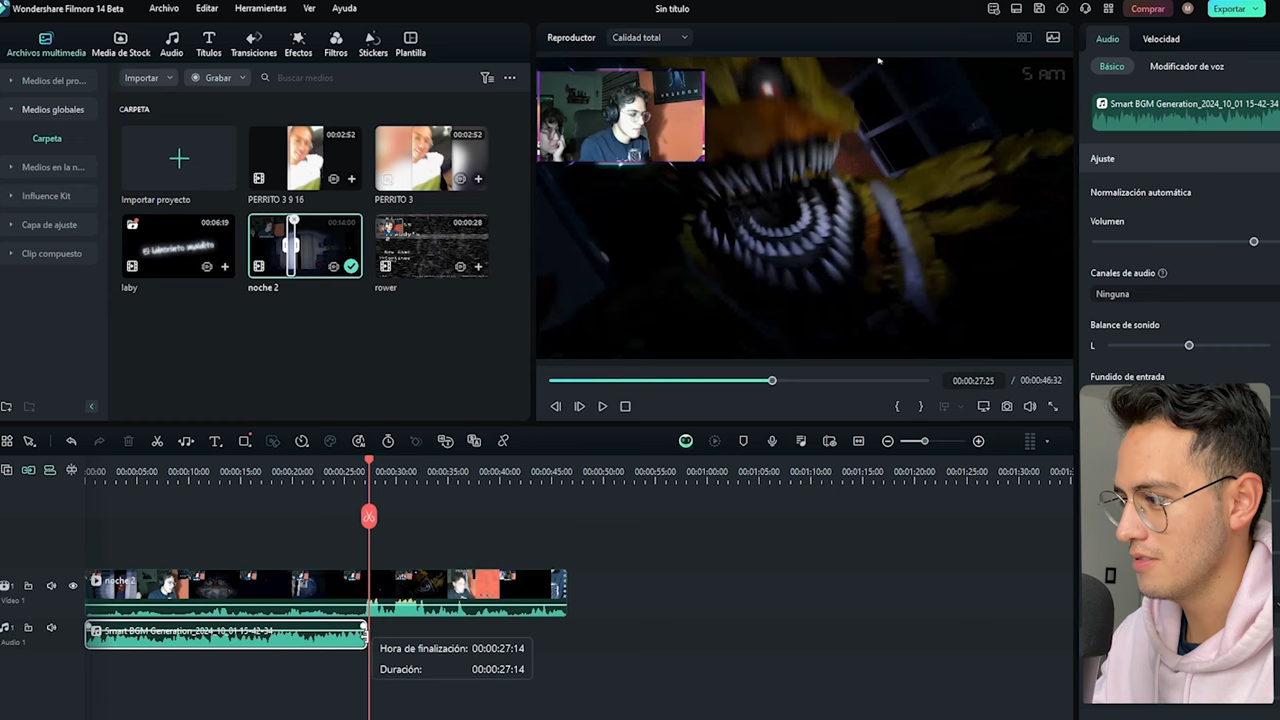 Wondershare Filmora 14 Beta
Archivo
Editar
Herramientas
Ver
Ayuda
Sin título
Comprar
M
Exportar
Archivos multimedia
Media de Stock
Audio
Títulos
Transiciones
Efectos
Filtros
Stickers
Plantilla
Reproductor
Calidad total
Audio
Velocidad
Medios del pro...
Importar
Grabar
Buscar medios
Básico
Modificador de voz
Medios globales
CARPETA
Carpeta
Medios en la n...
Influence Kit
Capa de ajuste
Clip compuesto
00:02:52
00:02:52
Importar proyecto
PERRITO 3 9 16
PERRITO 3
00:06:19
00:14:00
00:00:28
El Laberinto Maldito
laby
noche 2
rower
5 AM
Smart BGM Generation_2024_10_01 15-42-34
Ajuste
Normalización automática
Volumen
Canales de audio
Ninguna
Balance de sonido
L
Fundido de entrada
00:00:27:25 / 00:00:46:32
:00:00 00:00:05:00 00:00:10:00 00:00:15:00 00:00:20:00 00:00:25:00 00:00:30:00 00:00:35:00 00:00:40:00 00:00:45:00 00:00:50:00 00:00:55:00 00:01:00:00 00:01:05:00 00:01:10:00 00:01:15:00 00:01:20:00 00:01:25:00 00:01:30:00
noche 2
Video 1
Smart BGM Generation_2024_10_01 15-42-34
Audio 1
Hora de finalización: 00:00:27:14
Duración: 00:00:27:14